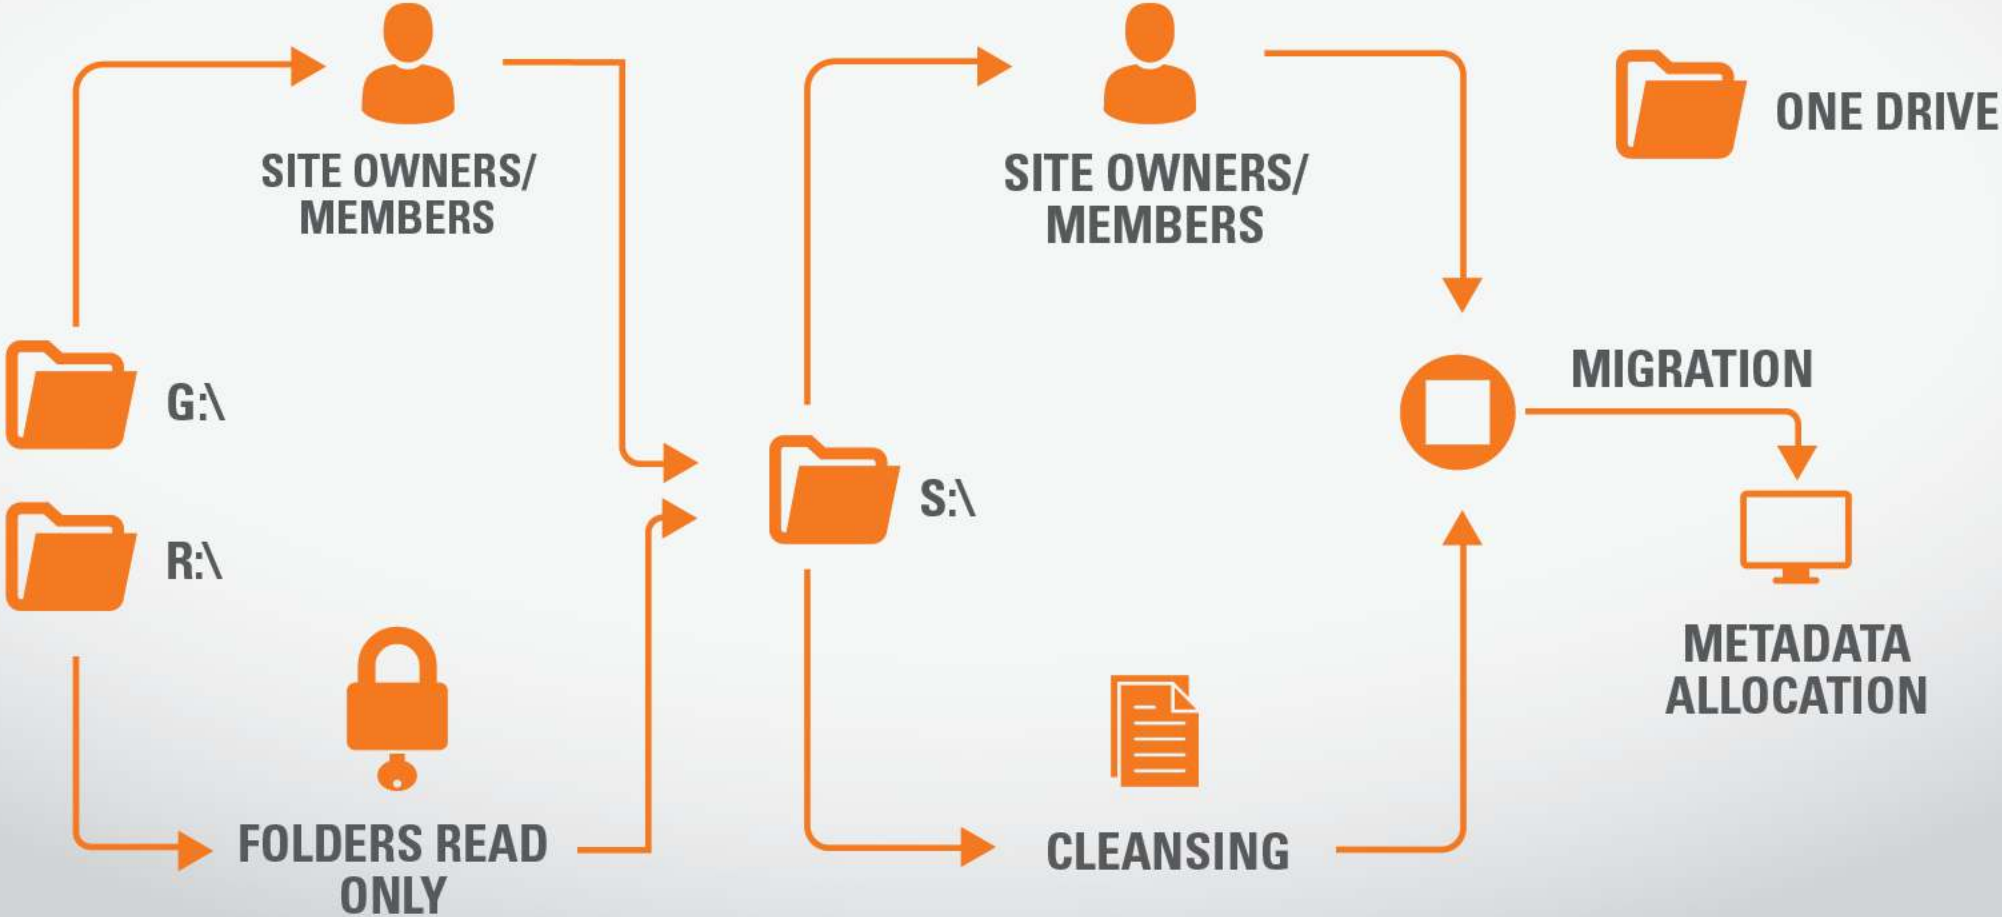 SITE OWNERS/
MEMBERS
SITE OWNERS/
MEMBERS
ONE DRIVE
G:\
R:\
S:\
MIGRATION
METADATA
ALLOCATION
FOLDERS READ
ONLY
CLEANSING